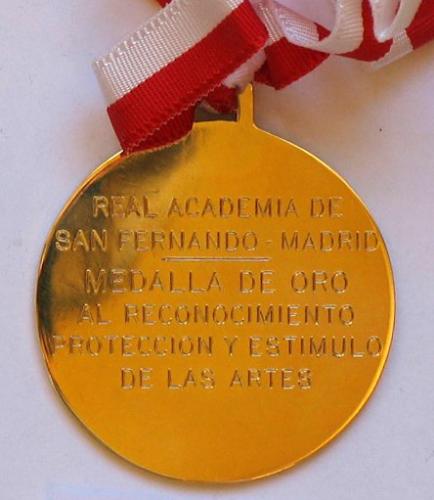 REAL ACADEMIA DE
SAN FERNANDO - MADRID
MEDALLA DE ORO
AL RECONOCIMIENTO
PROTECCION Y ESTIMULO
DE LAS ARTES